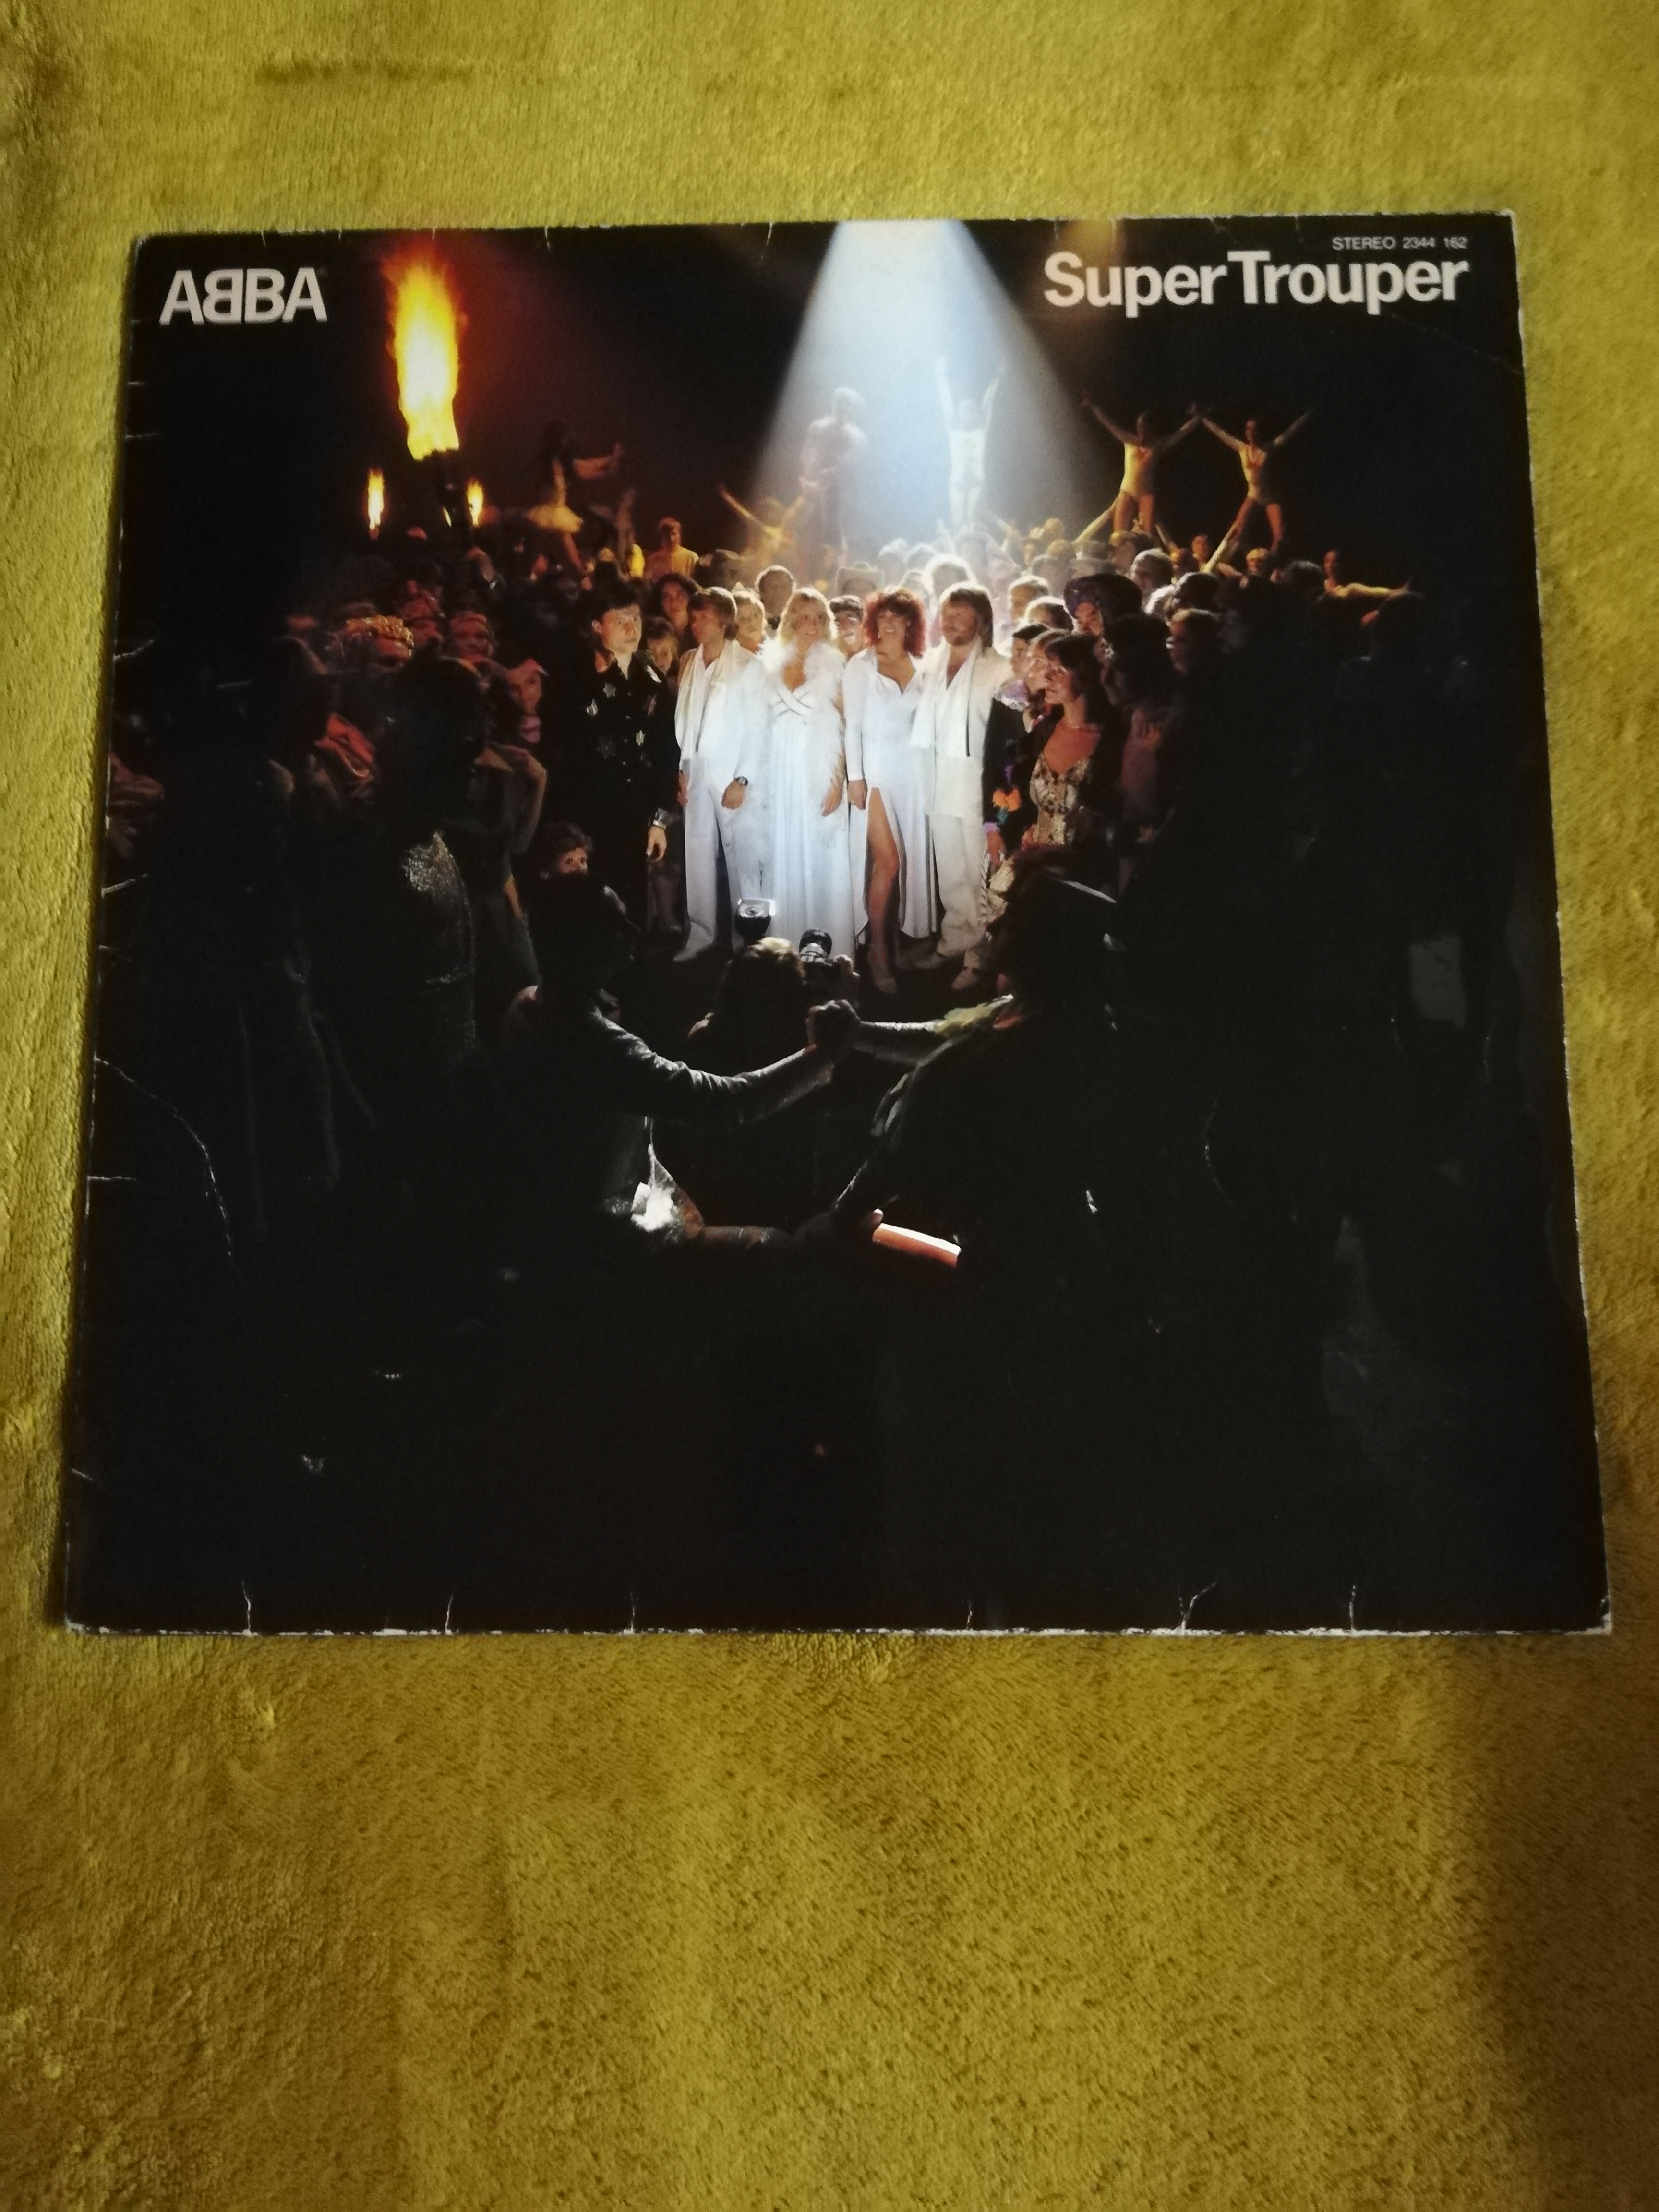 ABBA
STEREO 2344 162
Super Trouper